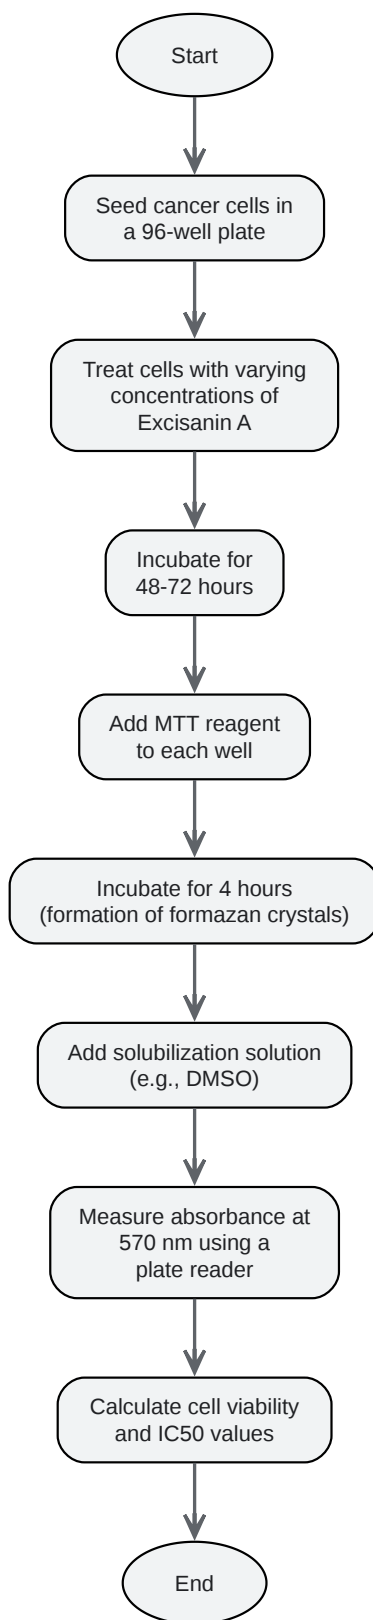 Start
Seed cancer cells in
a 96-well plate
Treat cells with varying
concentrations of
Excisanin A
Incubate for
48-72 hours
Add MTT reagent
to each well
Incubate for 4 hours
(formation of formazan crystals)
Add solubilization solution
(e.g., DMSO)
Measure absorbance at
570 nm using a
plate reader
Calculate cell viability
and IC50 values
End